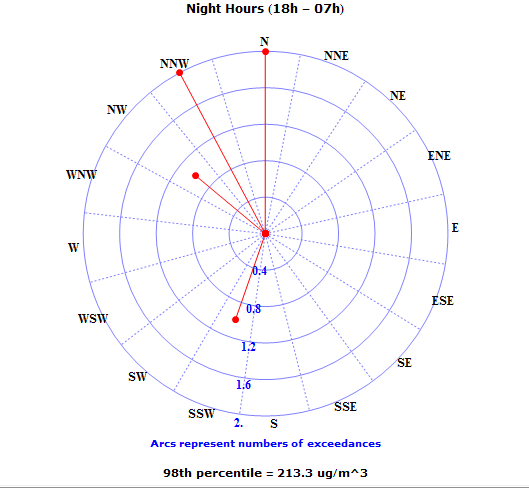 Night Hours (18h – 07h)
N
NNW
NNE
NW
NE
WNW
ENE
W
E
0.4
WSW
ESE
0.8
1.2
SW
SE
1.6
SSW
SSE
2.
S
Arcs represent numbers of exceedances
98th percentile = 213.3 ug/m^3